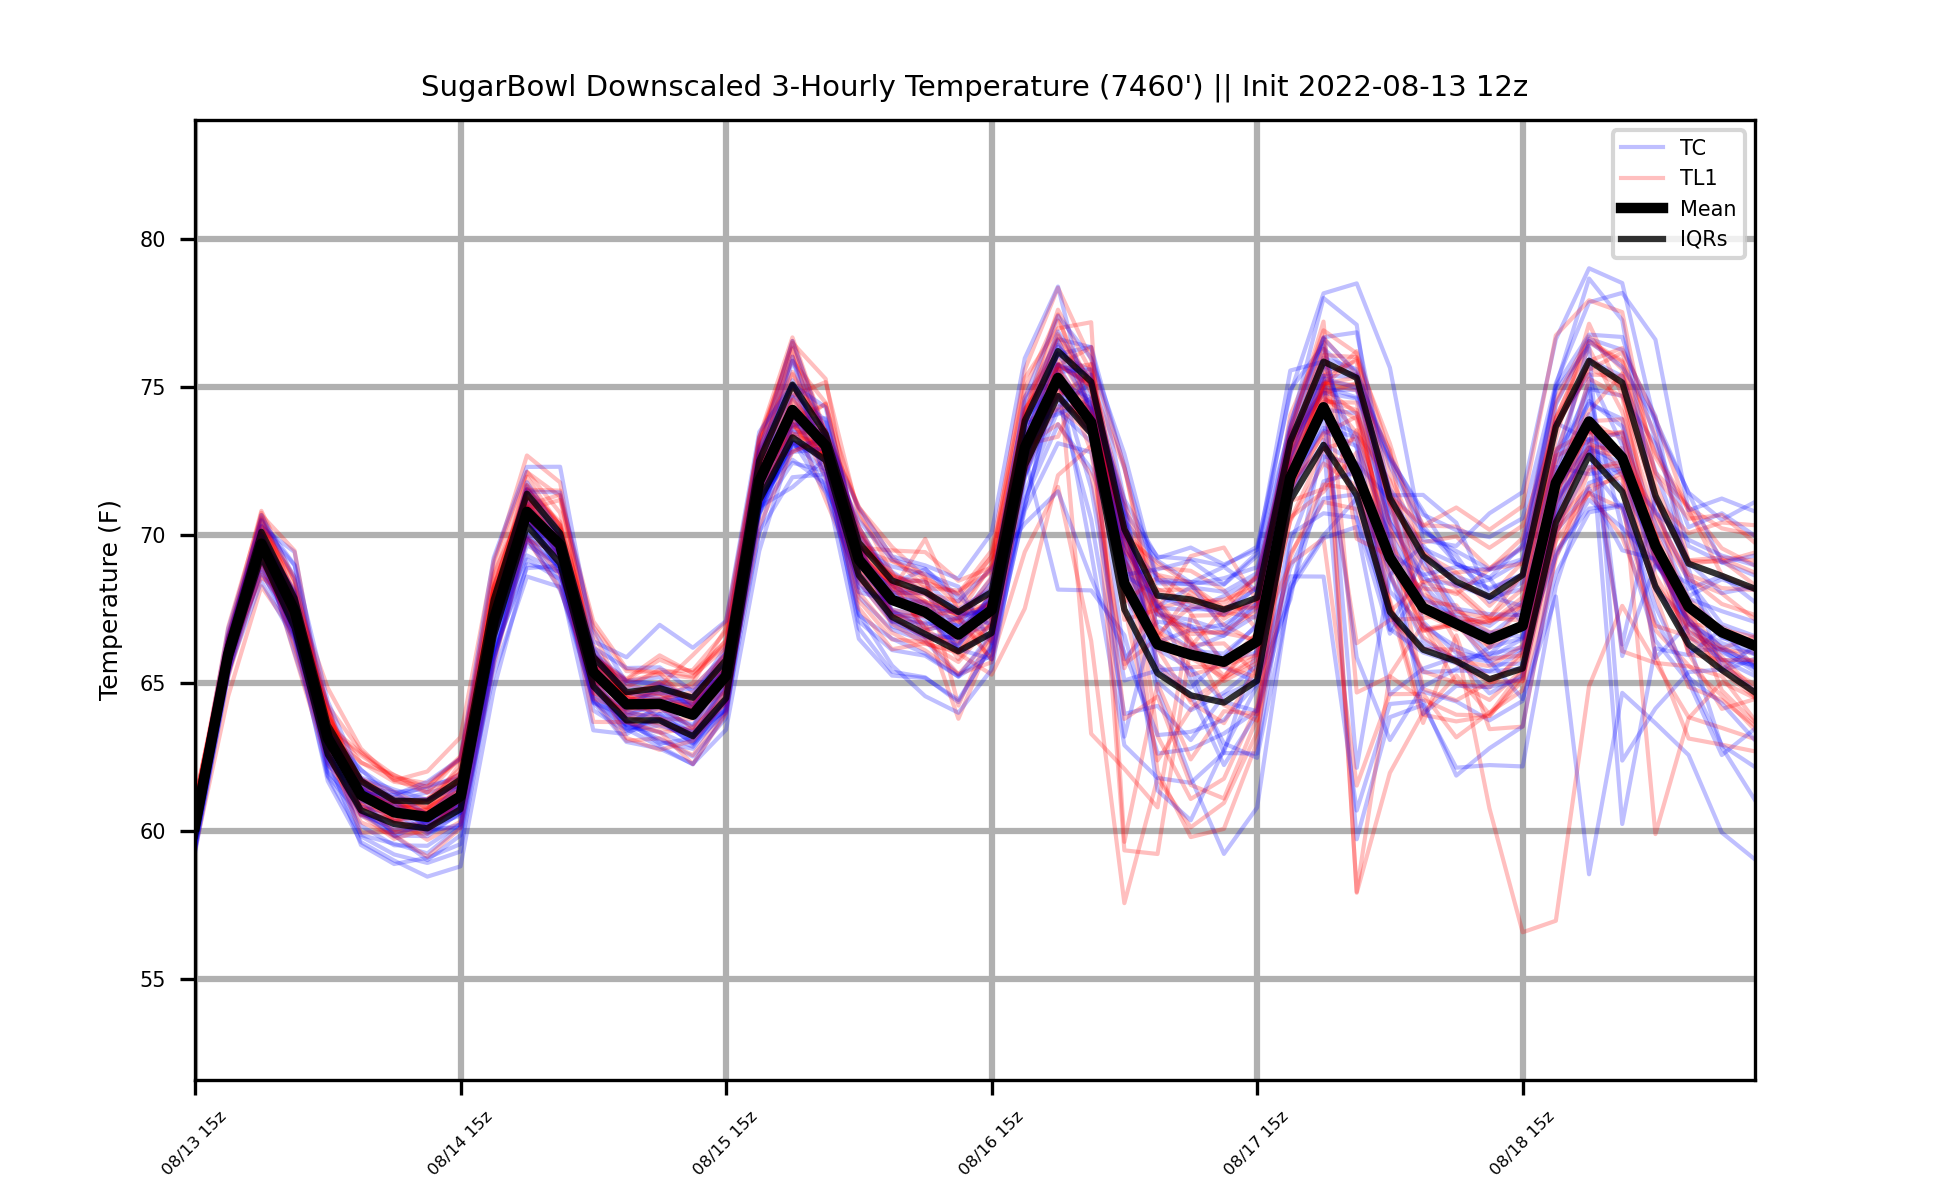 SugarBowl Downscaled 3-Hourly Temperature (7460') || Init 2022-08-13 12z
TC
TL1
Mean
IQRs
Temperature (F)
80
75
70
65
60
55
08/13 15z
08/14 15z
08/15 15z
08/16 15z
08/17 15z
08/18 15z